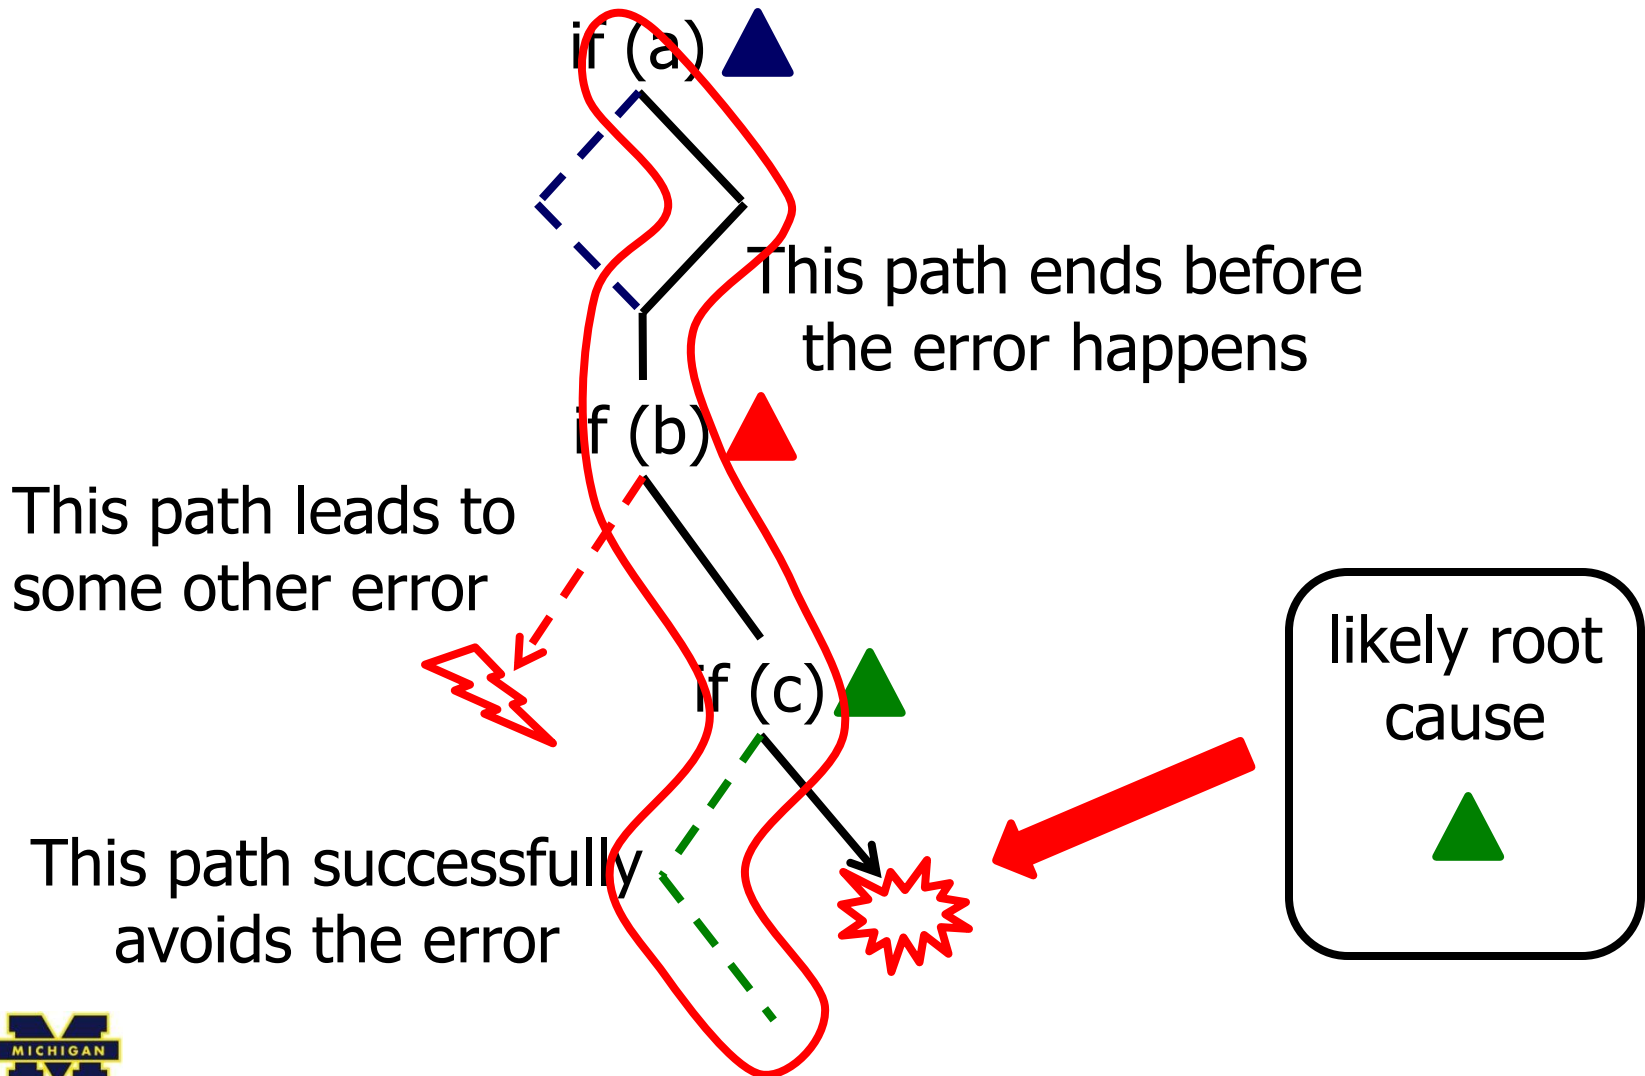 if (a)
This path ends before
the error happens
if (b)
This path leads to
some other error
if (c)
likely root
cause
This path successfully
avoids the error
MICHIGAN